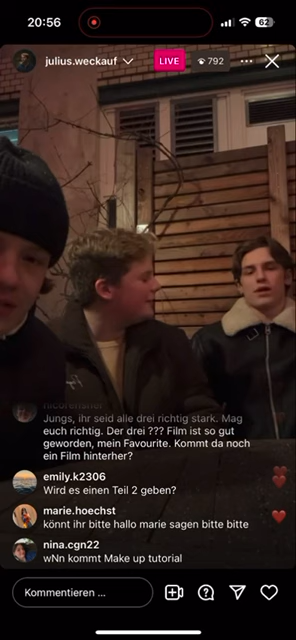 20:56
62
julius.weckauf
LIVE
792
Jungs, ihr seid alle drei richtig stark. Mag
euch richtig. Der drei ??? Film ist so gut
geworden, mein Favourite. Kommt da noch
ein Film hinterher?
emily.k2306
Wird es einen Teil 2 geben?
marie.hoechst
könnt ihr bitte hallo marie sagen bitte bitte
nina.cgn22
wNn kommt Make up tutorial
Kommentieren ...